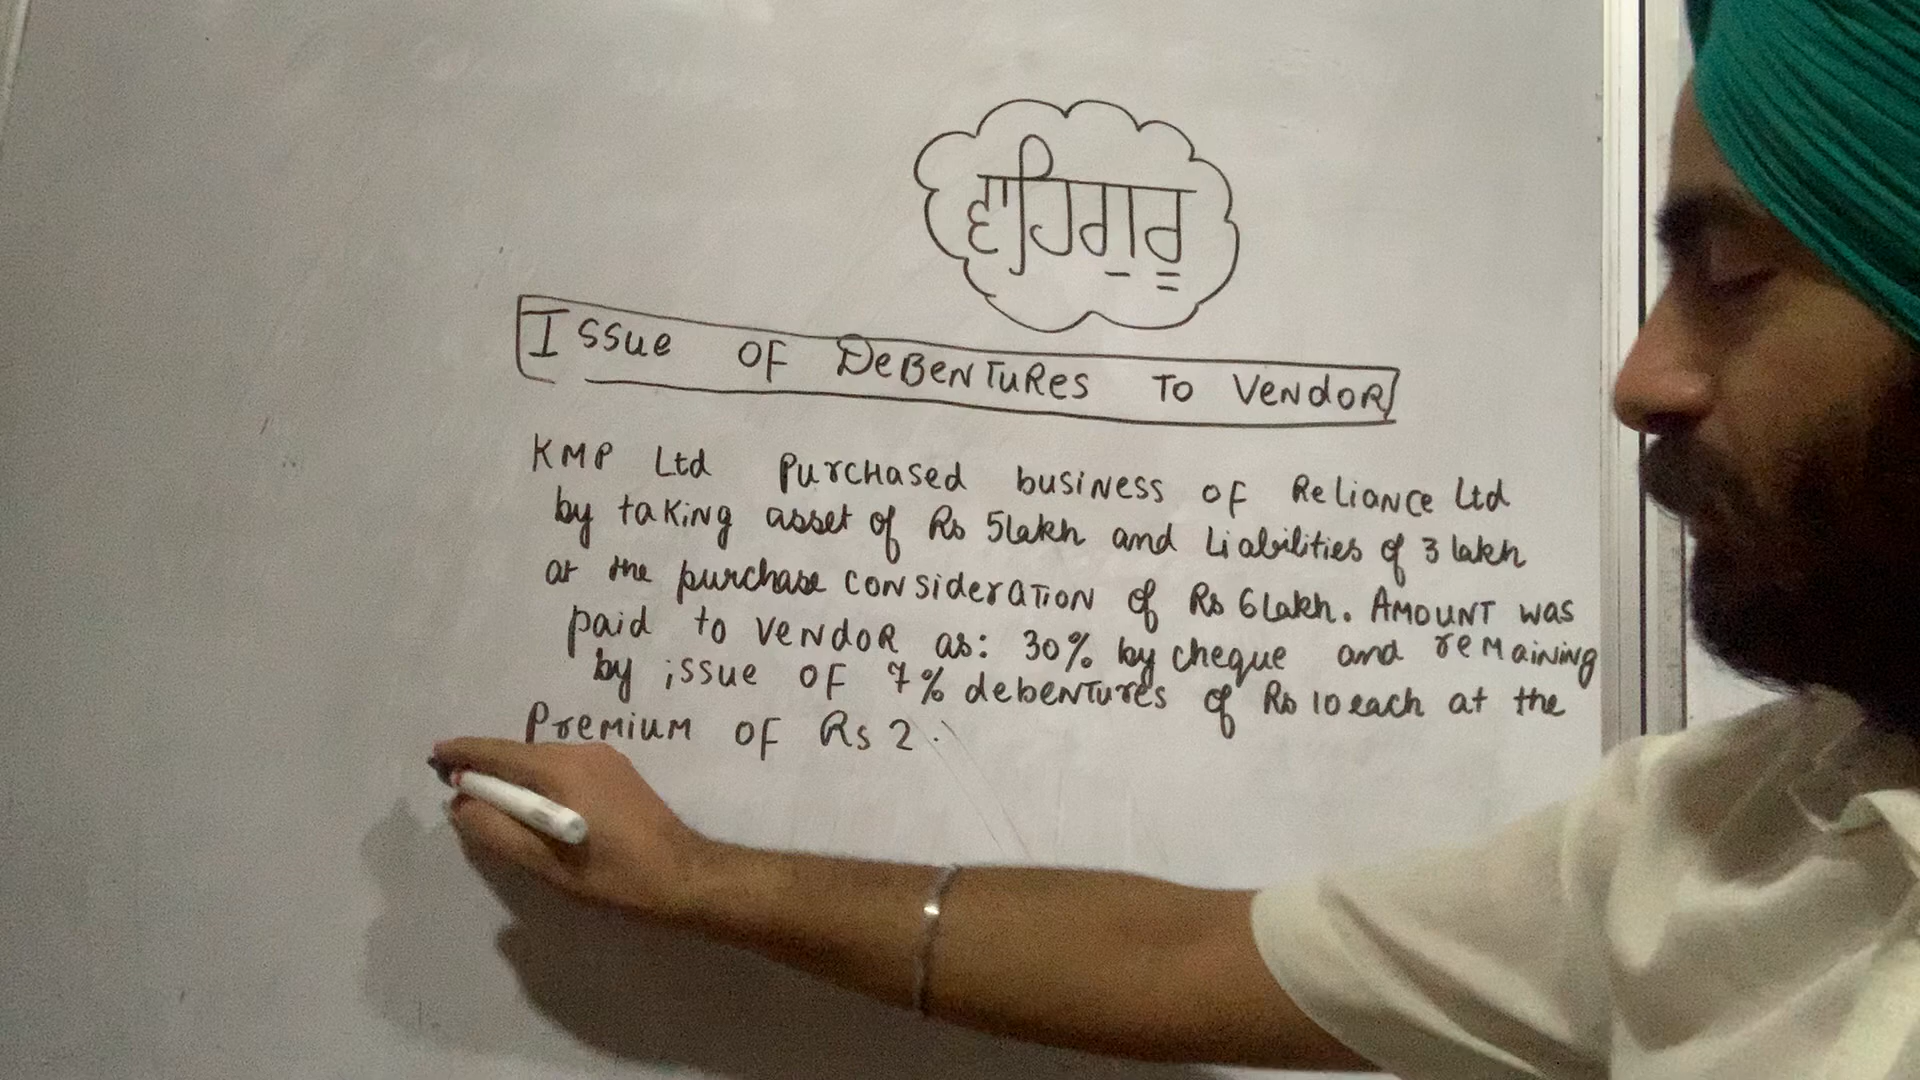 ਵਾਹਿਗੁਰੂ
ISSue OF DeBENTuRES TO VENdOR
KMP Ltd PurCHASed busiNess OF ReLiaNce Ltd
by taKiNg asset of Rs 5lakh and Liabilities of 3 lakh
at the purchase CONsiderATION of Rs 6lakh. AMOUNT was
paid to VeNdOR as: 30% by cheque and reMaiNiNg
by issue OF 7% debeNTures of Rs 10 each at the
PreMiuM OF Rs 2.